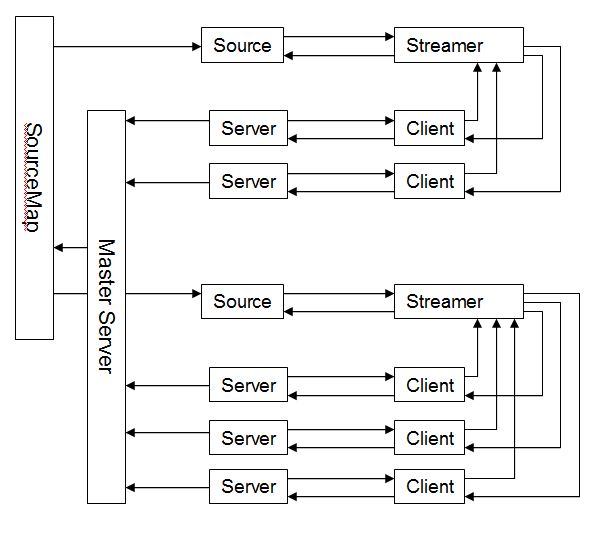 SourceMap
Source
Streamer
Server
Client
Server
Client
Master Server
Source
Streamer
Server
Client
Server
Client
Server
Client